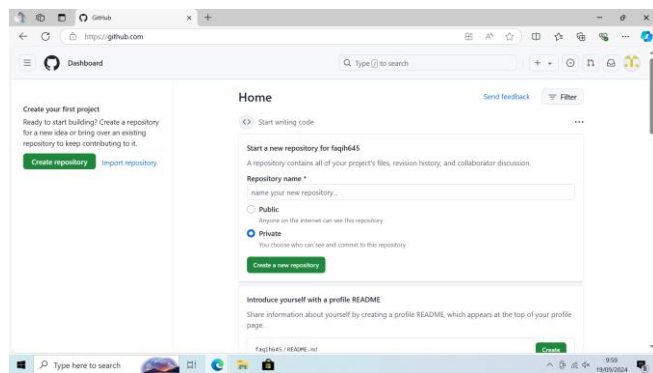 GitHub
https://github.com
Dashboard
Type / to search
Home
Send feedback
Filter
Create your first project
Ready to start building? Create a repository
for a new idea or bring over an existing
repository to keep contributing to it.
Create repository
Import repository
Start writing code
Start a new repository for faqih645
A repository contains all of your project's files, revision history, and collaborator discussion.
Repository name *
name your new repository...
Public
Anyone on the internet can see this repository
Private
You choose who can see and commit to this repository
Create a new repository
Introduce yourself with a profile README
Share information about yourself by creating a profile README, which appears at the top of your profile
page.
faqih645 / README.md
Create
Type here to search
9:59
19/09/2024